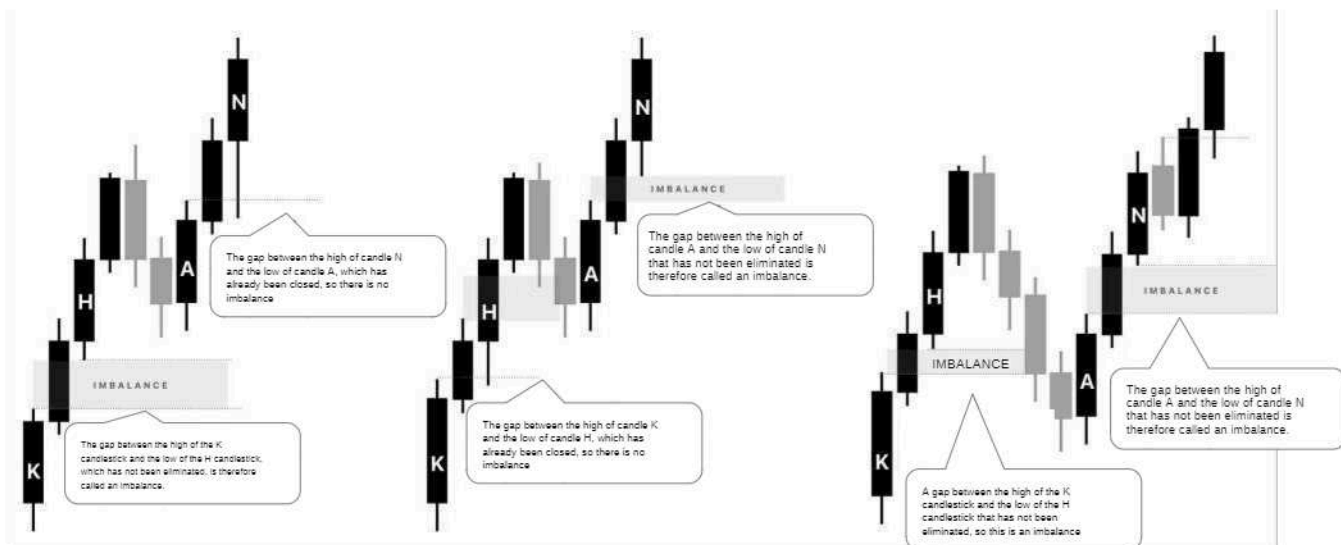 N
A
H
IMBALANCE
K
The gap between the high of candle N
and the low of candle A, which has
already been closed, so there is no
imbalance
The gap between the high of the K
candlestick and the low of the H candlestick,
which has not been eliminated, is therefore
called an imbalance.
N
IMBALANCE
A
H
K
The gap between the high of
candle A and the low of candle N
that has not been eliminated is
therefore called an imbalance.
The gap between the high of candle K
and the low of candle H, which has
already been closed, so there is no
imbalance
N
H
IMBALANCE
IMBALANCE
A
K
The gap between the high of
candle A and the low of candle N
that has not been eliminated is
therefore called an imbalance.
A gap between the high of the K
candlestick and the low of the H
candlestick that has not been
eliminated, so this is an imbalance